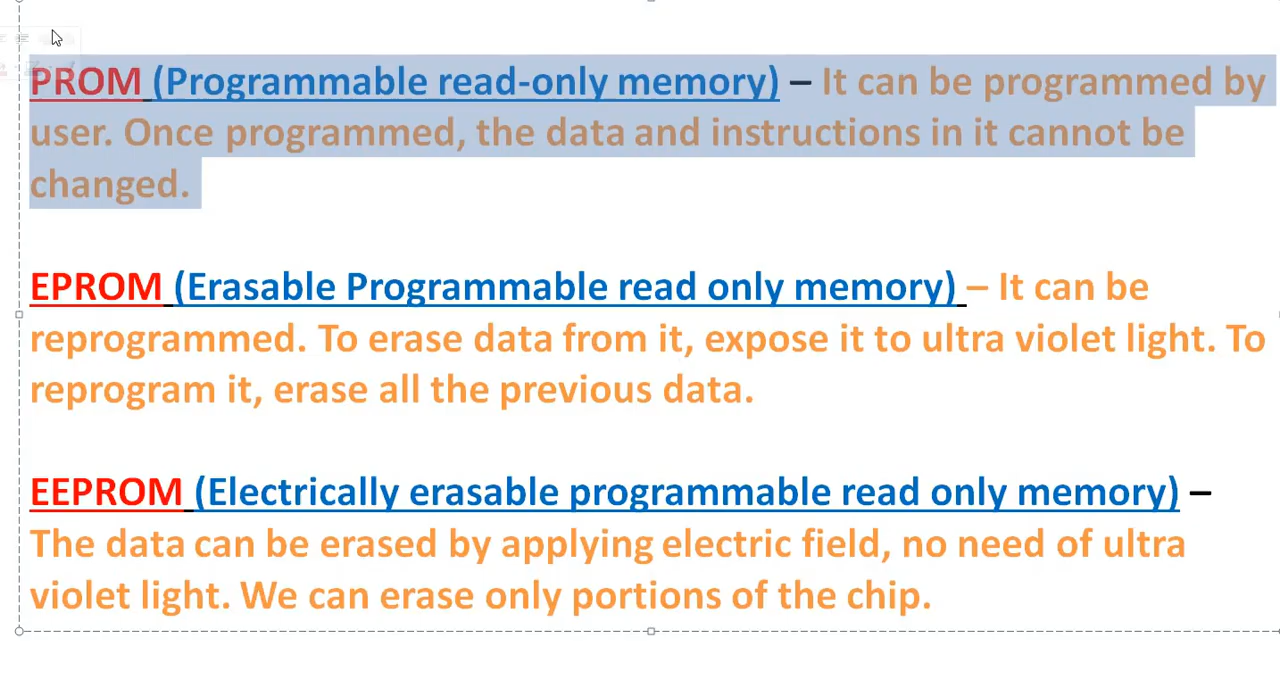 PROM (Programmable read-only memory) – It can be programmed by
user. Once programmed, the data and instructions in it cannot be
changed.
EPROM (Erasable Programmable read only memory) – It can be
reprogrammed. To erase data from it, expose it to ultra violet light. To
reprogram it, erase all the previous data.
EEPROM (Electrically erasable programmable read only memory) –
The data can be erased by applying electric field, no need of ultra
violet light. We can erase only portions of the chip.